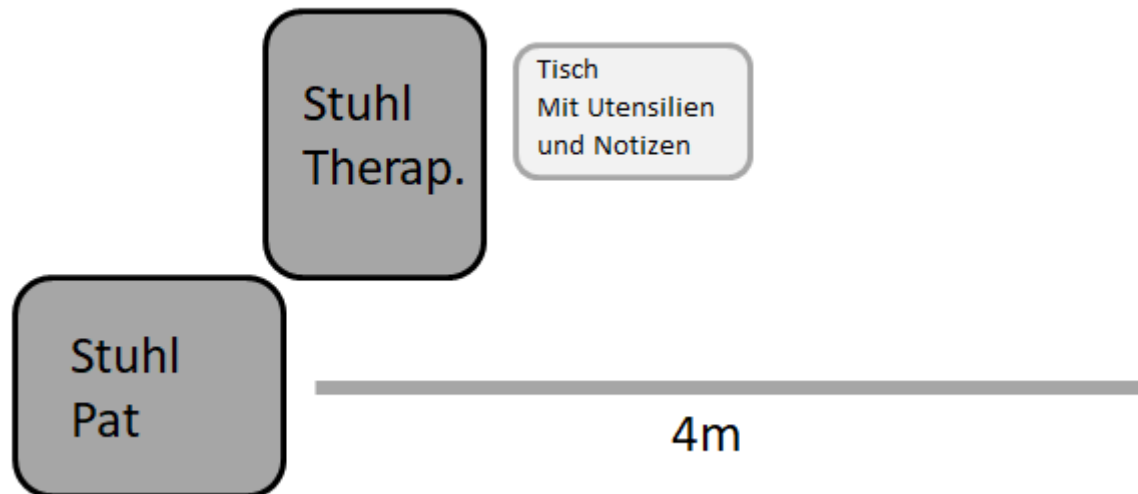 Stuhl
Therap.
Tisch
Mit Utensilien
und Notizen
Stuhl
Pat
4m